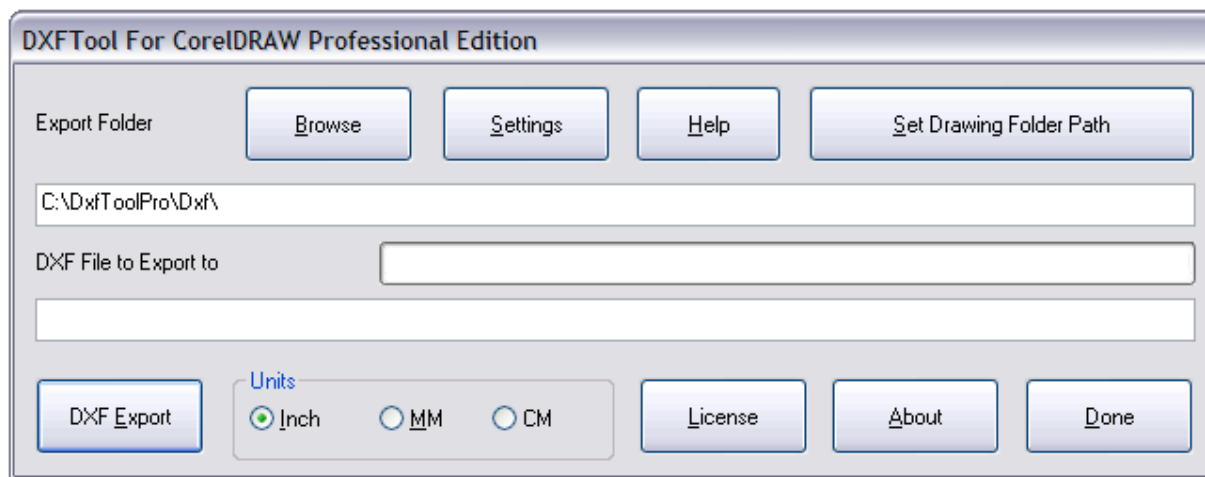 DXFTool For CorelDRAW Professional Edition
Export Folder Browse Settings Help Set Drawing Folder Path
C:\DxfToolPro\Dxf\
DXF File to Export to
Units
DXF Export Inch MM CM License About Done